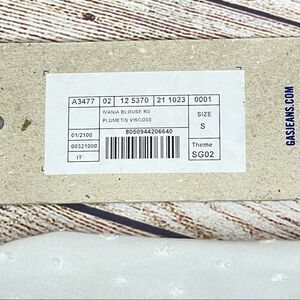 A3477 02 12 5370 21 1023 0001
IVANIA BLOUSE RS
PLUMETIS VISCOSE
SIZE
S
01/2100
00321000
IT
8050944206640
Theme
SG02
GASJEANS.COM